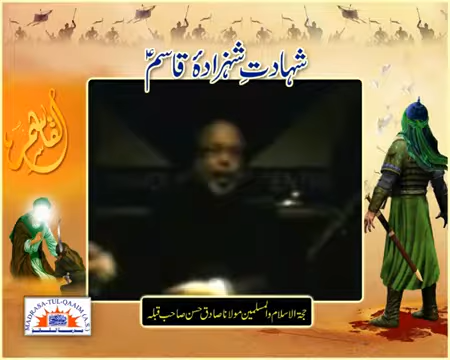 شہادتِ شہزادۂ قاسمؑ
القاسم
MADRASA-TUL-QAAIM (A.S)
حجۃ الاسلام والمسلمین مولانا صادق حسن صاحب قبلہ